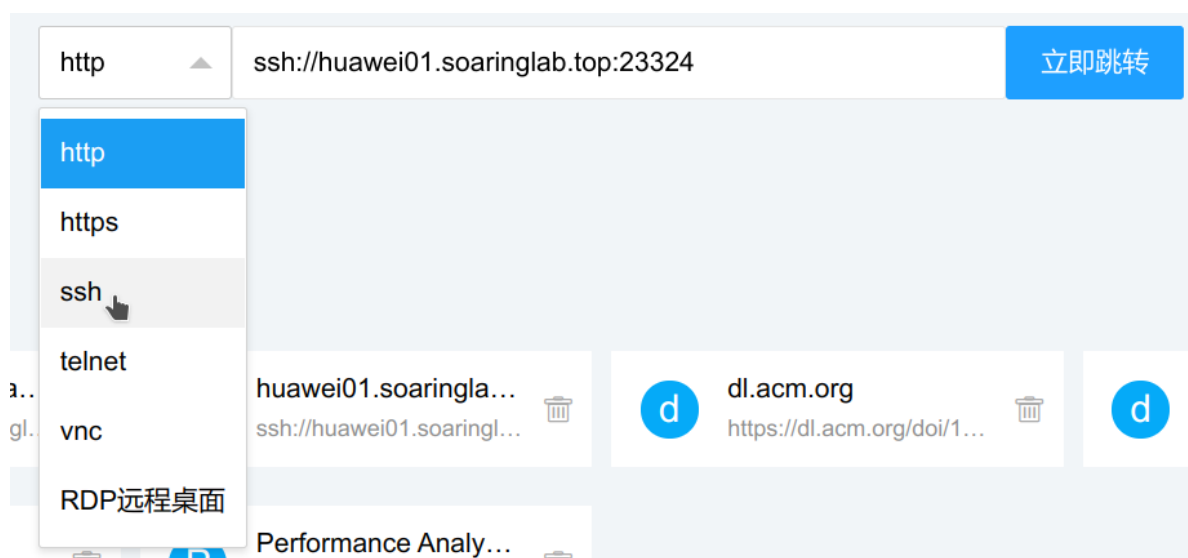 http
ssh://huawei01.soaringlab.top:23324
立即跳转
http
https
ssh
telnet
vnc
RDP远程桌面
a…
gl…
huawei01.soaringla…
ssh://huawei01.soaringl…
d
dl.acm.org
https://dl.acm.org/doi/1…
d
Performance Analy…